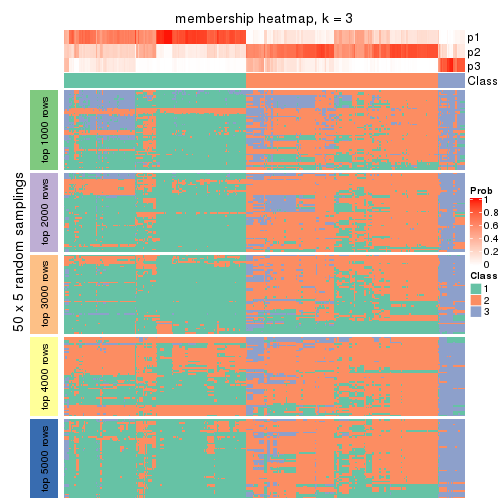 membership heatmap, k = 3
p1
p2
p3
Class
50 x 5 random samplings
top 1000 rows
top 2000 rows
top 3000 rows
top 4000 rows
top 5000 rows
Prob
1
0.8
0.6
0.4
0.2
0
Class
1
2
3